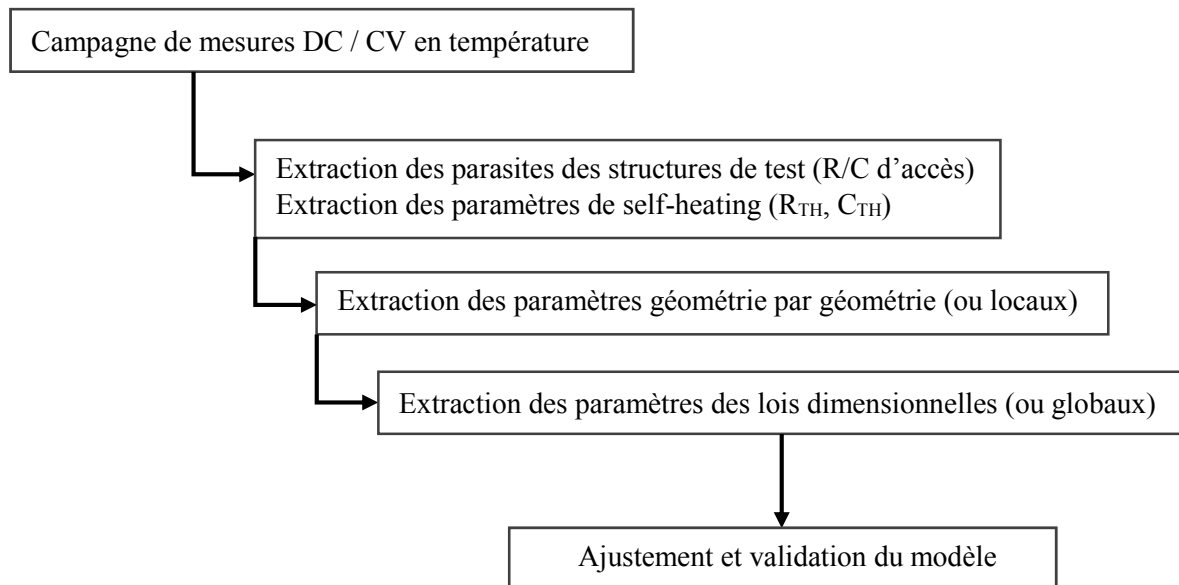 Campagne de mesures DC / CV en température
Extraction des parasites des structures de test (R/C d’accès)
Extraction des paramètres de self-heating (RTH, CTH)
Extraction des paramètres géométrie par géométrie (ou locaux)
Extraction des paramètres des lois dimensionnelles (ou globaux)
Ajustement et validation du modèle